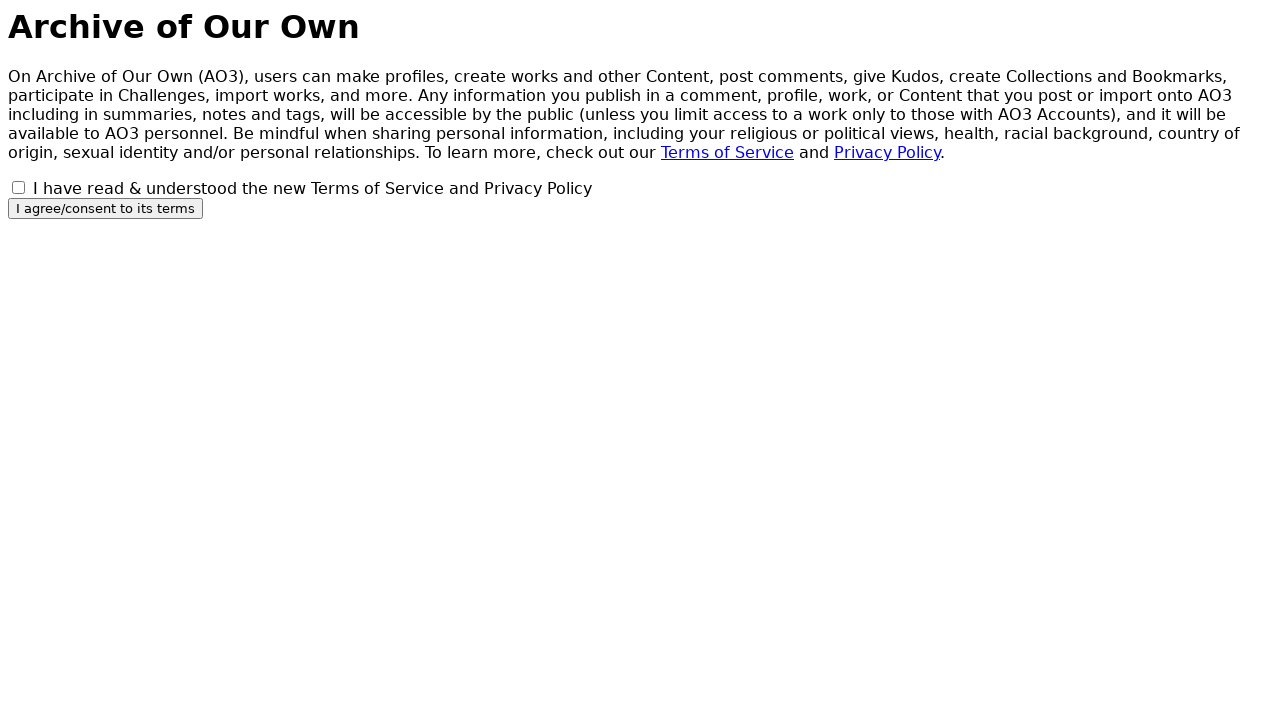 Archive of Our Own
On Archive of Our Own (AO3), users can make profiles, create works and other Content, post comments, give Kudos, create Collections and Bookmarks,
participate in Challenges, import works, and more. Any information you publish in a comment, profile, work, or Content that you post or import onto AO3
including in summaries, notes and tags, will be accessible by the public (unless you limit access to a work only to those with AO3 Accounts), and it will be
available to AO3 personnel. Be mindful when sharing personal information, including your religious or political views, health, racial background, country of
origin, sexual identity and/or personal relationships. To learn more, check out our Terms of Service and Privacy Policy.
I have read & understood the new Terms of Service and Privacy Policy
I agree/consent to its terms